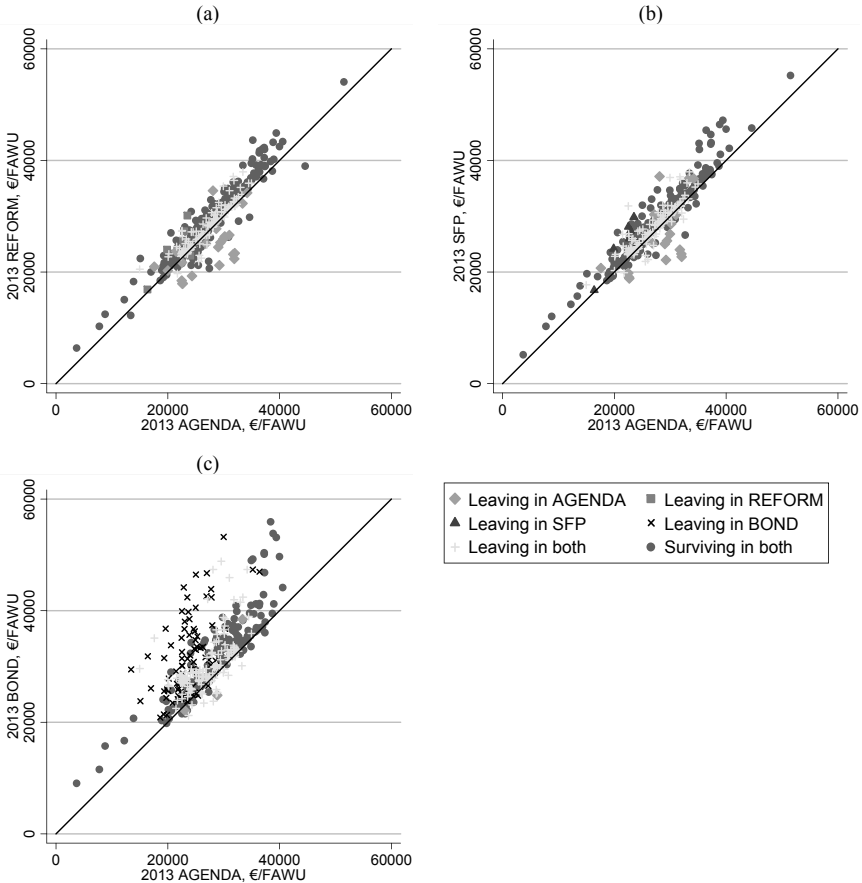 (a)
60000
40000
20000
0
2013 REFORM, €/FAWU
0 20000 40000 60000
2013 AGENDA, €/FAWU
(b)
60000
40000
20000
0
2013 SFP, €/FAWU
0 20000 40000 60000
2013 AGENDA, €/FAWU
(c)
60000
40000
20000
0
2013 BOND, €/FAWU
0 20000 40000 60000
2013 AGENDA, €/FAWU
Leaving in AGENDA Leaving in REFORM
Leaving in SFP Leaving in BOND
Leaving in both Surviving in both